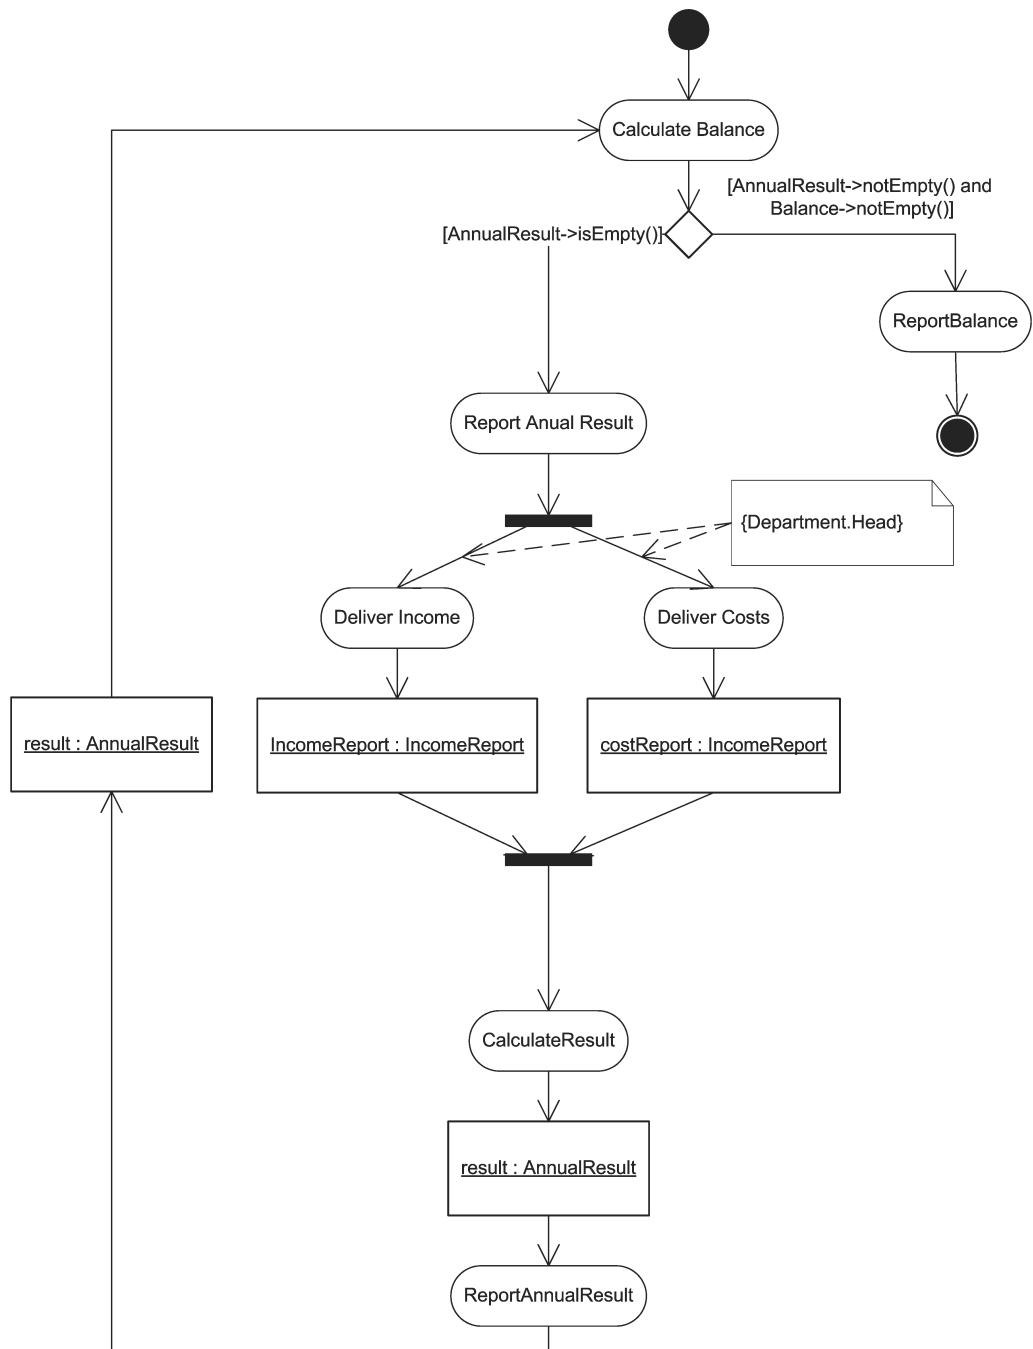 Calculate Balance
[AnnualResult->notEmpty() and
Balance->notEmpty()]
[AnnualResult->isEmpty()]
ReportBalance
Report Anual Result
{Department.Head}
Deliver Income
Deliver Costs
result : AnnualResult
IncomeReport : IncomeReport
costReport : IncomeReport
CalculateResult
result : AnnualResult
ReportAnnualResult